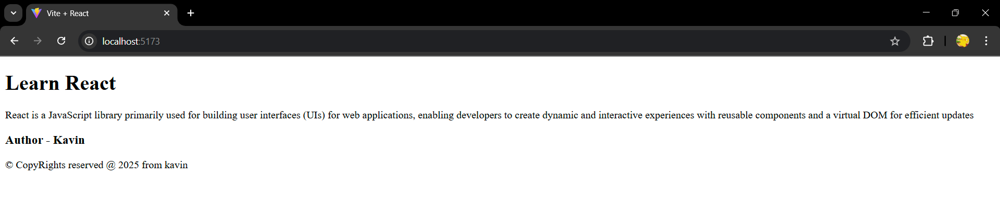 Vite + React
localhost:5173
Learn React
React is a JavaScript library primarily used for building user interfaces (UIs) for web applications, enabling developers to create dynamic and interactive experiences with reusable components and a virtual DOM for efficient updates
Author - Kavin
© CopyRights reserved @ 2025 from kavin